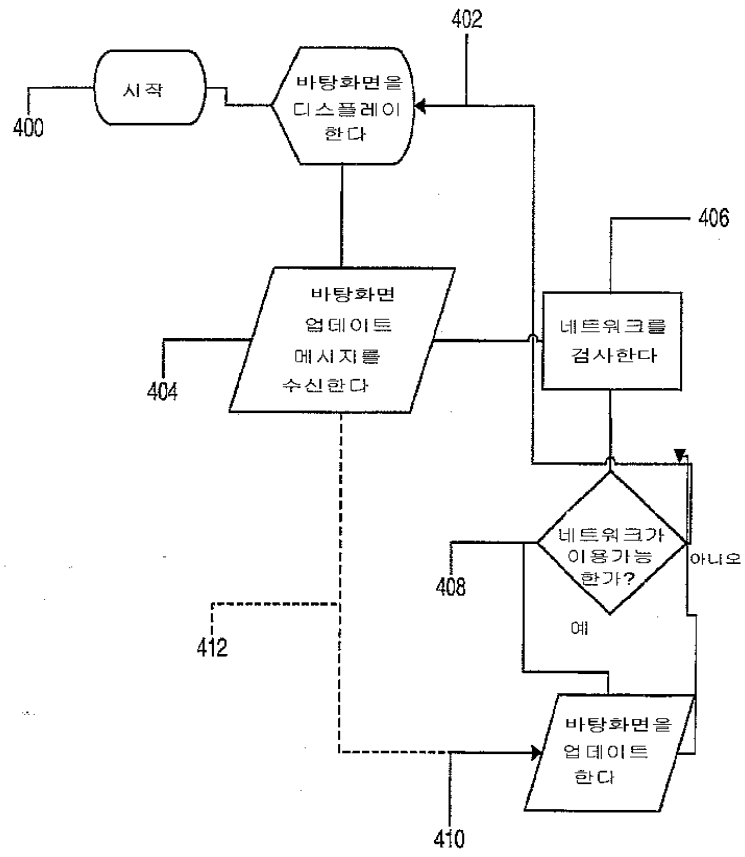 402
시작
바탕화면을
디스플레이
한다
400
406
바탕화면
업데이트
메시지를
수신한다
네트워크를
검사한다
404
네트워크가
이용가능
한가?
아니오
408
예
412
바탕화면을
업데이트
한다
410